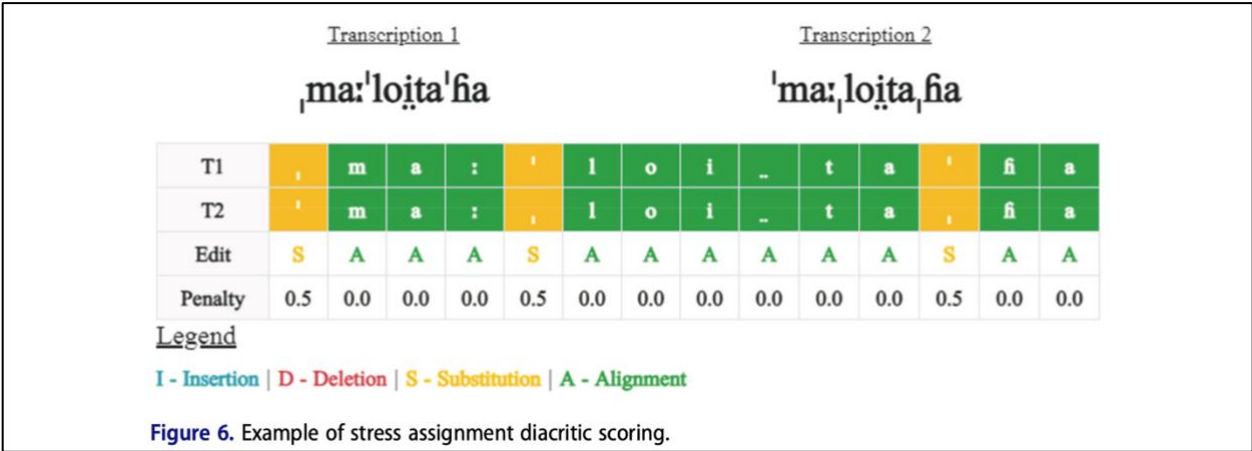 Transcription 1 Transcription 2
ˌmaːˈloi̤taˈɦa ˈmaːˌloi̤taˌɦa
T1 ˌ m a ː ˈ l o i ̤ t a ˈ ɦ a
T2 ˈ m a ː ˌ l o i ̤ t a ˌ ɦ a
Edit S A A A S A A A A A A S A A
Penalty 0.5 0.0 0.0 0.0 0.5 0.0 0.0 0.0 0.0 0.0 0.0 0.5 0.0 0.0
Legend
I - Insertion | D - Deletion | S - Substitution | A - Alignment
Figure 6. Example of stress assignment diacritic scoring.